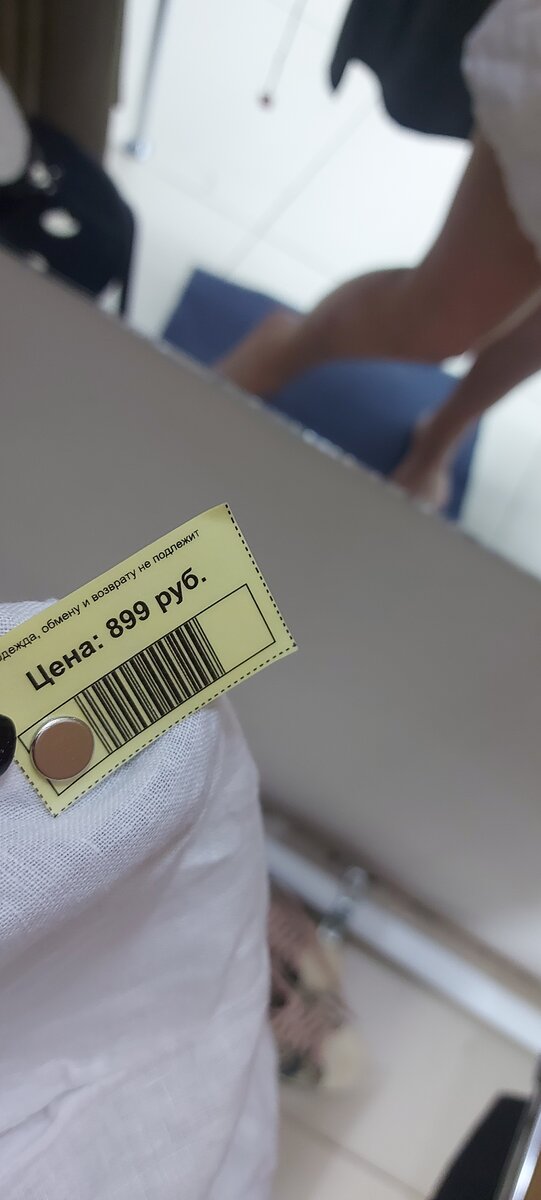 одежда, обмену и возврату не подлежит
Цена: 899 руб.